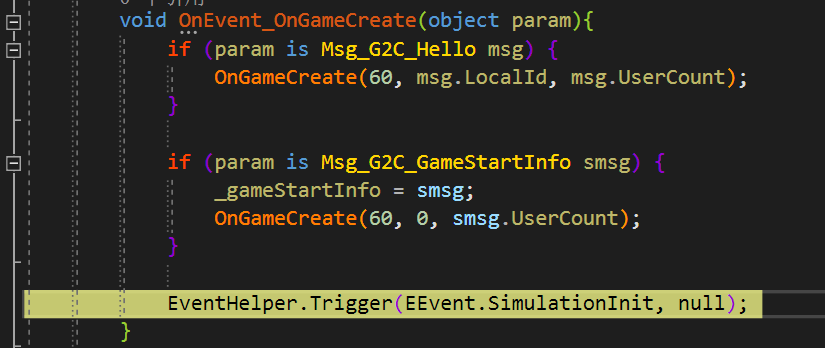 void OnEvent_OnGameCreate(object param){
if (param is Msg_G2C_Hello msg) {
OnGameCreate(60, msg.LocalId, msg.UserCount);
}
if (param is Msg_G2C_GameStartInfo smsg) {
_gameStartInfo = smsg;
OnGameCreate(60, 0, smsg.UserCount);
}
EventHelper.Trigger(EEvent.SimulationInit, null);
}